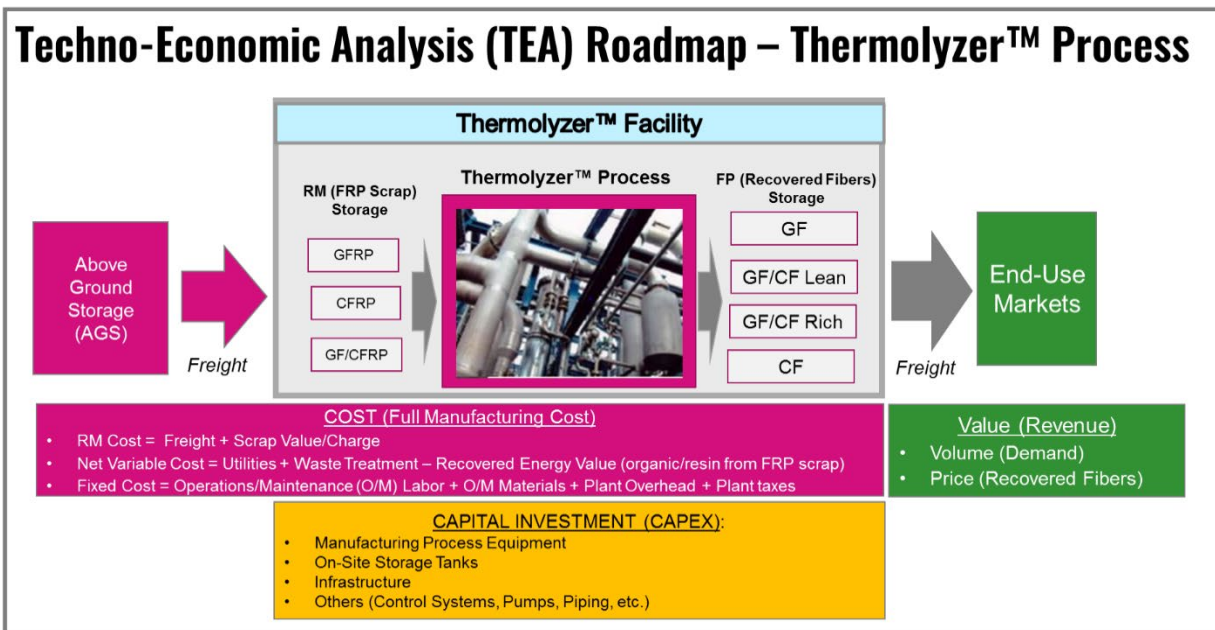 Techno-Economic Analysis (TEA) Roadmap – Thermolyzer™ Process
Thermolyzer™ Facility
Above
Ground
Storage
(AGS)
Freight
RM (FRP Scrap)
Storage
GFRP
CFRP
GF/CFRP
Thermolyzer™ Process
FP (Recovered Fibers)
Storage
GF
GF/CF Lean
GF/CF Rich
CF
Freight
End-Use
Markets
COST (Full Manufacturing Cost)
• RM Cost = Freight + Scrap Value/Charge
• Net Variable Cost = Utilities + Waste Treatment – Recovered Energy Value (organic/resin from FRP scrap)
• Fixed Cost = Operations/Maintenance (O/M) Labor + O/M Materials + Plant Overhead + Plant taxes
Value (Revenue)
• Volume (Demand)
• Price (Recovered Fibers)
CAPITAL INVESTMENT (CAPEX):
• Manufacturing Process Equipment
• On-Site Storage Tanks
• Infrastructure
• Others (Control Systems, Pumps, Piping, etc.)